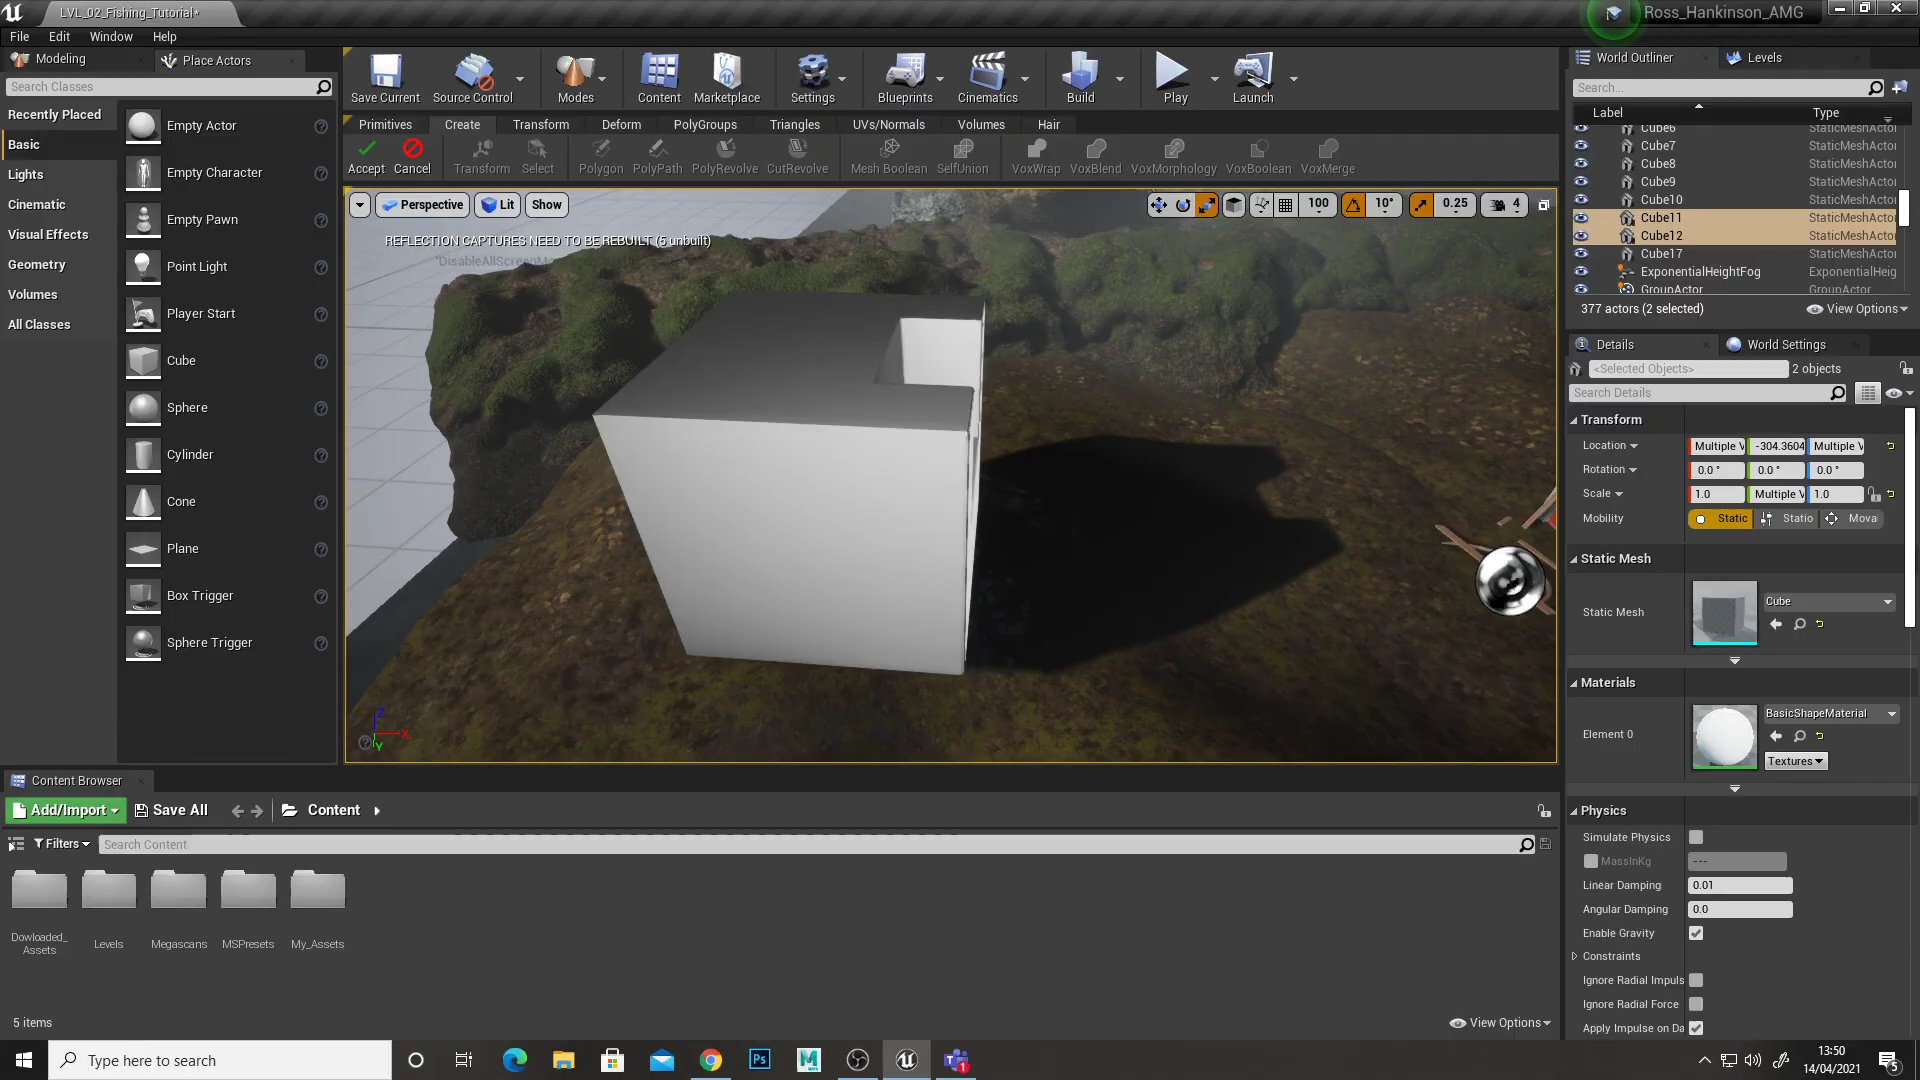 LVL_02_Fishing_Tutorial*
Ross_Hankinson_AMG
File Edit Window Help
Modeling
Place Actors
Search Classes
Recently Placed
Basic
Lights
Cinematic
Visual Effects
Geometry
Volumes
All Classes
Empty Actor
Empty Character
Empty Pawn
Point Light
Player Start
Cube
Sphere
Cylinder
Cone
Plane
Box Trigger
Sphere Trigger
Save Current Source Control Modes Content Marketplace Settings Blueprints Cinematics Build Play Launch
Primitives Create Transform Deform PolyGroups Triangles UVs/Normals Volumes Hair
Accept Cancel Transform Select Polygon PolyPath PolyRevolve CutRevolve Mesh Boolean SelfUnion VoxWrap VoxBlend VoxMorphology VoxBoolean VoxMerge
Perspective Lit Show 100 10° 0.25 4
REFLECTION CAPTURES NEED TO BE REBUILT (5 unbuilt)
Z
X
Y
World Outliner Levels
Search...
Label Type
Cube6 StaticMeshActor
Cube7 StaticMeshActor
Cube8 StaticMeshActor
Cube9 StaticMeshActor
Cube10 StaticMeshActor
Cube11 StaticMeshActor
Cube12 StaticMeshActor
Cube17 StaticMeshActor
ExponentialHeightFog ExponentialHeig
GroupActor GroupActor
377 actors (2 selected) View Options
Details World Settings
<Selected Objects> 2 objects
Search Details
Transform
Location Multiple V -304.3604 Multiple V
Rotation 0.0 ° 0.0 ° 0.0 °
Scale 1.0 Multiple V 1.0
Mobility Static Statio Moval
Static Mesh
Static Mesh Cube
Materials
Element 0 BasicShapeMaterial
Textures
Physics
Simulate Physics
MassInKg ---
Linear Damping 0.01
Angular Damping 0.0
Enable Gravity
Constraints
Ignore Radial Impuls
Ignore Radial Force
Apply Impulse on Da
Content Browser
Add/Import Save All Content
Filters Search Content
Dowloaded_
Assets
Levels
Megascans
MSPresets
My_Assets
5 items
View Options
Type here to search
Ps
M
1
13:50
14/04/2021
5